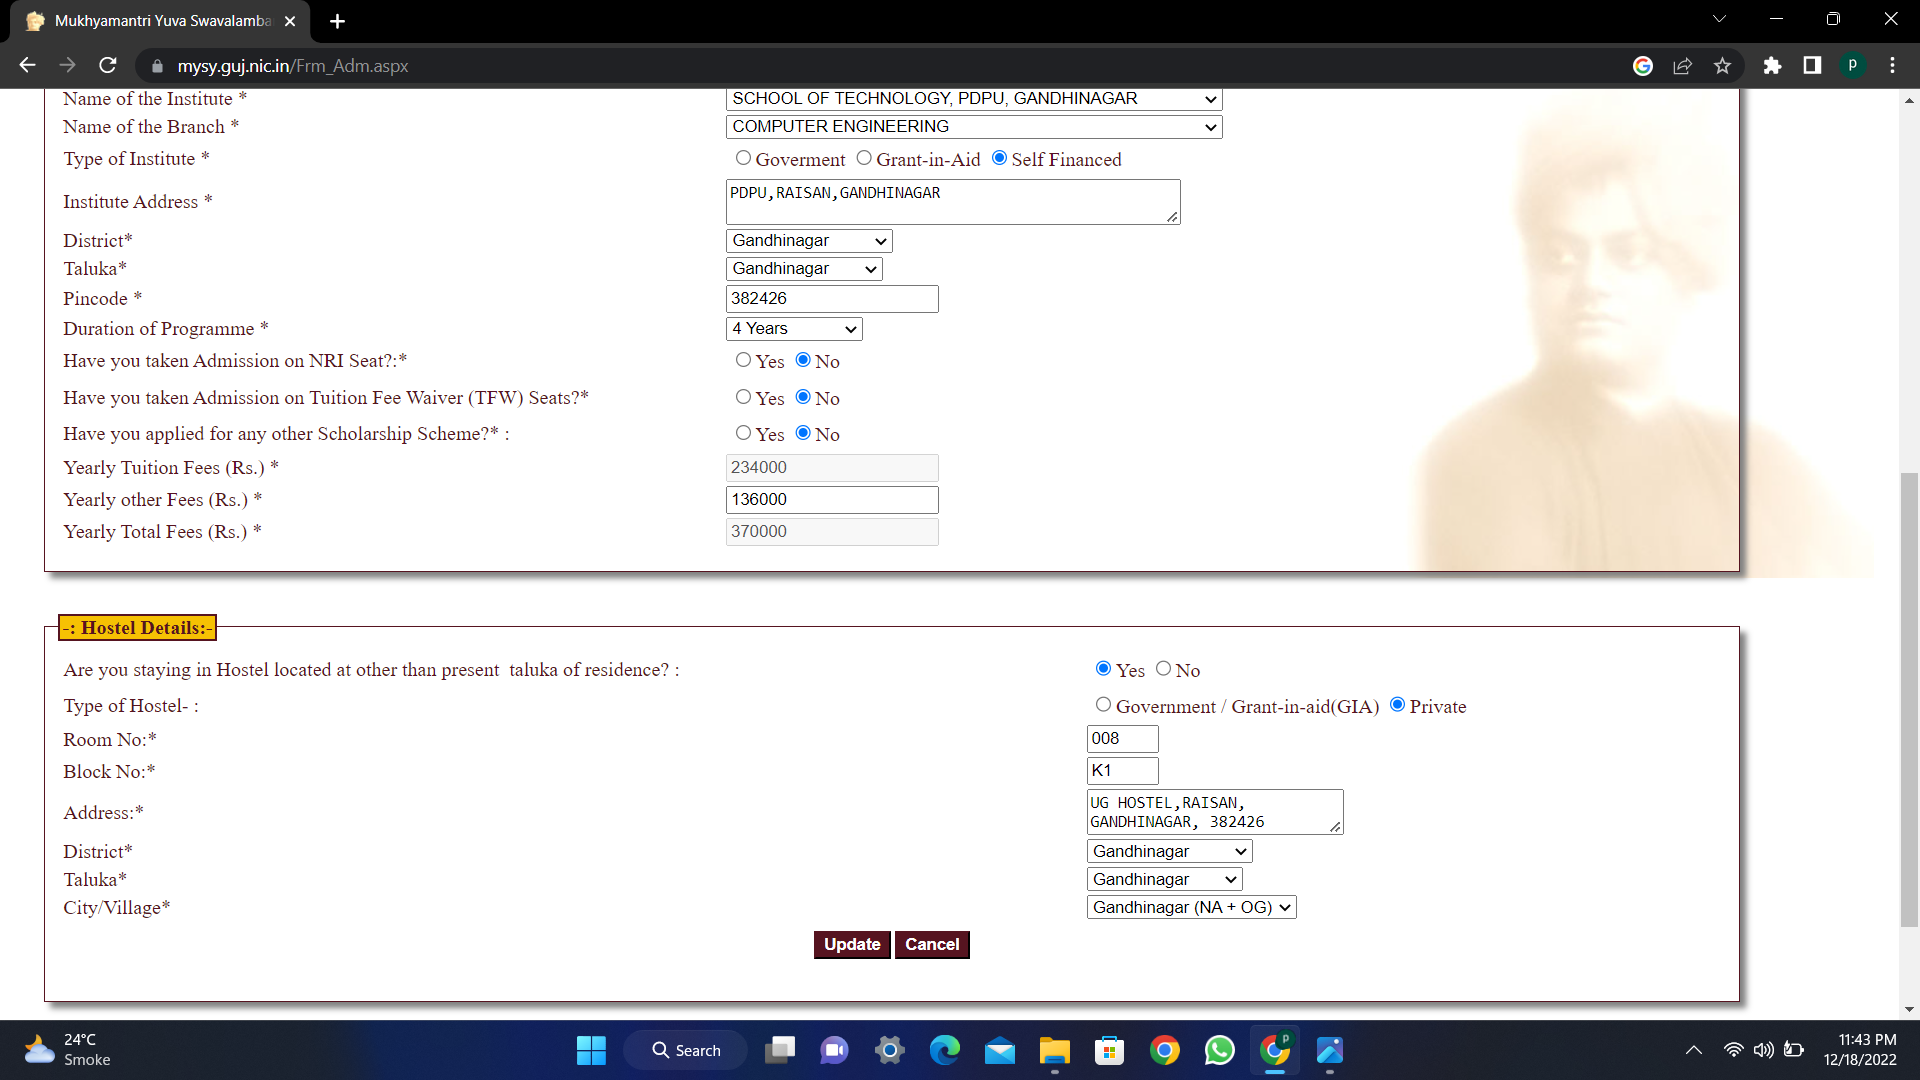 Mukhyamantri Yuva Swavalamba
mysy.guj.nic.in/Frm_Adm.aspx
P
Name of the Institute * SCHOOL OF TECHNOLOGY, PDPU, GANDHINAGAR
Name of the Branch * COMPUTER ENGINEERING
Type of Institute * Goverment Grant-in-Aid Self Financed
Institute Address * PDPU,RAISAN,GANDHINAGAR
District* Gandhinagar
Taluka* Gandhinagar
Pincode * 382426
Duration of Programme * 4 Years
Have you taken Admission on NRI Seat?:* Yes No
Have you taken Admission on Tuition Fee Waiver (TFW) Seats?* Yes No
Have you applied for any other Scholarship Scheme?* : Yes No
Yearly Tuition Fees (Rs.) * 234000
Yearly other Fees (Rs.) * 136000
Yearly Total Fees (Rs.) * 370000
-: Hostel Details:-
Are you staying in Hostel located at other than present taluka of residence? : Yes No
Type of Hostel- : Government / Grant-in-aid(GIA) Private
Room No:* 008
Block No:* K1
Address:* UG HOSTEL,RAISAN,
GANDHINAGAR, 382426
District* Gandhinagar
Taluka* Gandhinagar
City/Village* Gandhinagar (NA + OG)
Update Cancel
24°C
Smoke
Search
P
11:43 PM
12/18/2022